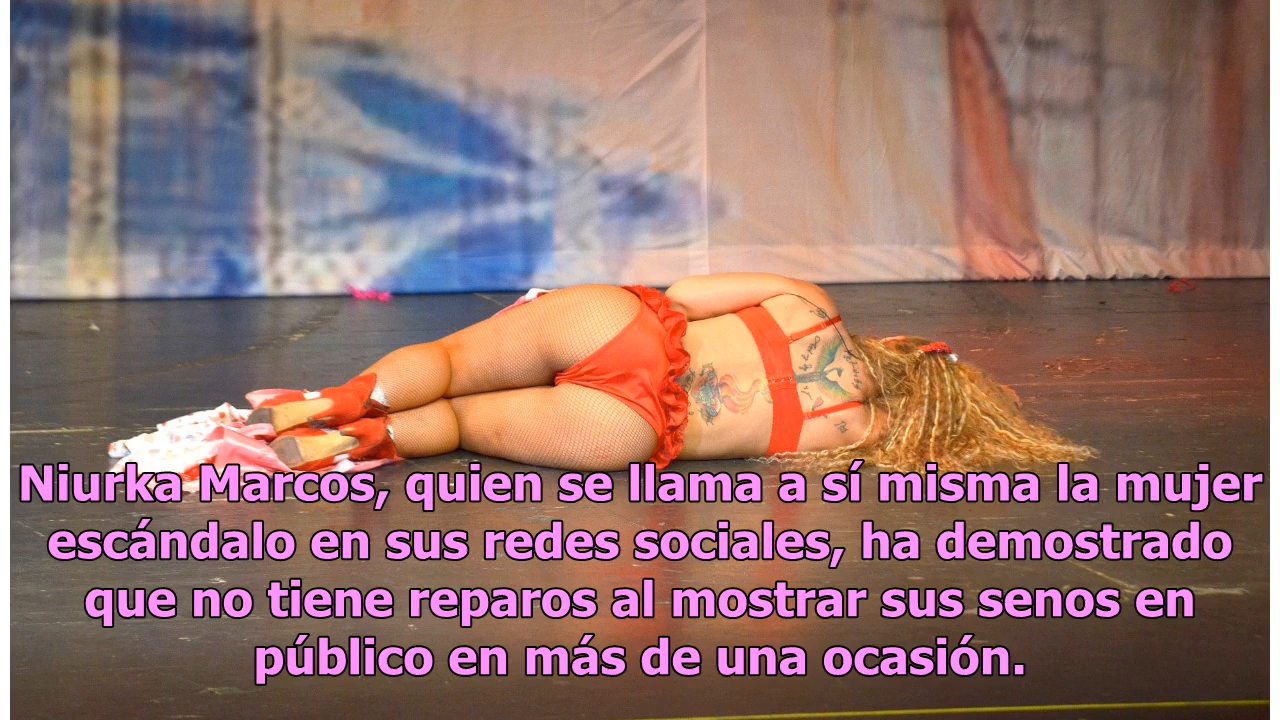 Niurka Marcos, quien se llama a sí misma la mujer
escándalo en sus redes sociales, ha demostrado
que no tiene reparos al mostrar sus senos en
público en más de una ocasión.